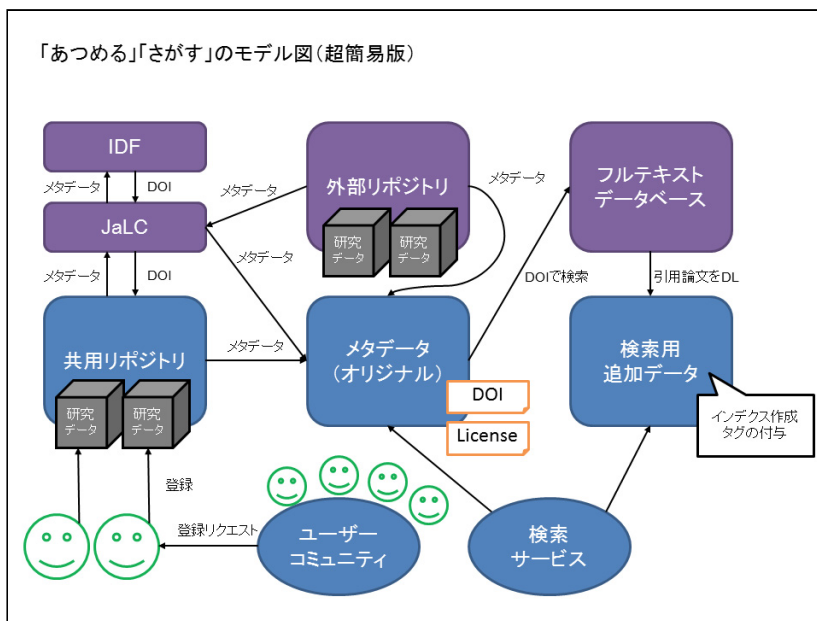 「あつめる」「さがす」のモデル図(超簡易版)
IDF
メタデータ
DOI
JaLC
メタデータ
DOI
共用リポジトリ
研究
データ
研究
データ
メタデータ
外部リポジトリ
研究
データ
研究
データ
メタデータ
メタデータ
メタデータ
メタデータ
(オリジナル)
DOI
License
DOIで検索
フルテキスト
データベース
引用論文をDL
検索用
追加データ
インデクス作成
タグの付与
登録
登録リクエスト
ユーザー
コミュニティ
検索
サービス